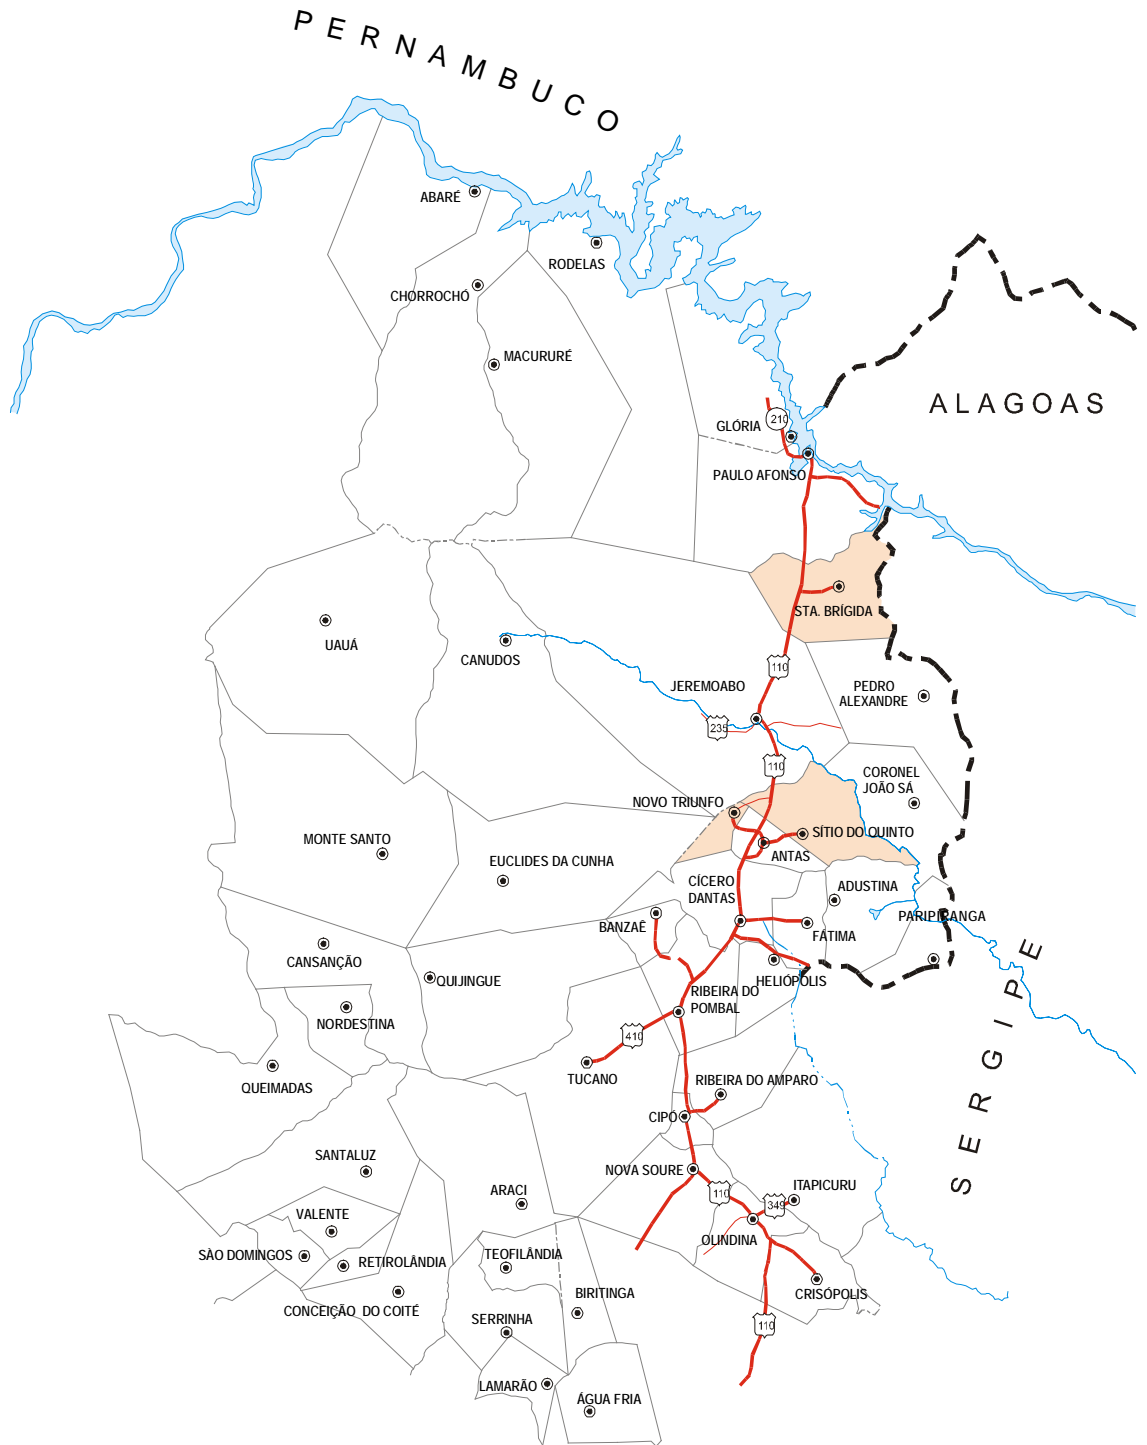 PERNAMBUCO
ABARÉ
RODELAS
CHORROCHÓ
MACURURÉ
ALAGOAS
210
GLÓRIA
PAULO AFONSO
STA. BRÍGIDA
UAUÁ
CANUDOS
110
JEREMOABO
PEDRO
ALEXANDRE
235
110
CORONEL
JOÃO SÁ
NOVO TRIUNFO
SÍTIO DO QUINTO
MONTE SANTO
ANTAS
EUCLIDES DA CUNHA
CÍCERO
DANTAS
ADUSTINA
BANZAÊ
PARIPIRANGA
FÁTIMA
CANSANÇÃO
QUIJINGUE
HELIÓPOLIS
RIBEIRA DO
POMBAL
SERGIPE
NORDESTINA
410
QUEIMADAS
TUCANO
RIBEIRA DO AMPARO
CIPÓ
SANTALUZ
NOVA SOURE
ITAPICURU
110
349
ARACI
VALENTE
OLINDINA
SÀO DOMINGOS
RETIROLÂNDIA
TEOFILÂNDIA
CRISÓPOLIS
BIRITINGA
CONCEIÇÃO DO COITÉ
SERRINHA
110
LAMARÃO
ÁGUA FRIA